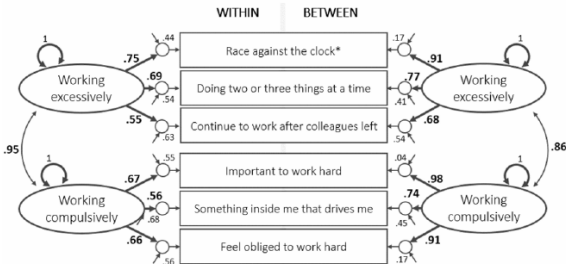 WITHIN BETWEEN
1 .44 .17 1
.75 Race against the clock* .91
Working excessively .69 .54 Doing two or three things at a time .77 .41 Working excessively
.55 .63 Continue to work after colleagues left .68 .54
.95 .86
1 .55 .04 1
.67 Important to work hard .98
Working compulsively .56 .68 Something inside me that drives me .74 .45 Working compulsively
.66 .56 Feel obliged to work hard .91 .17